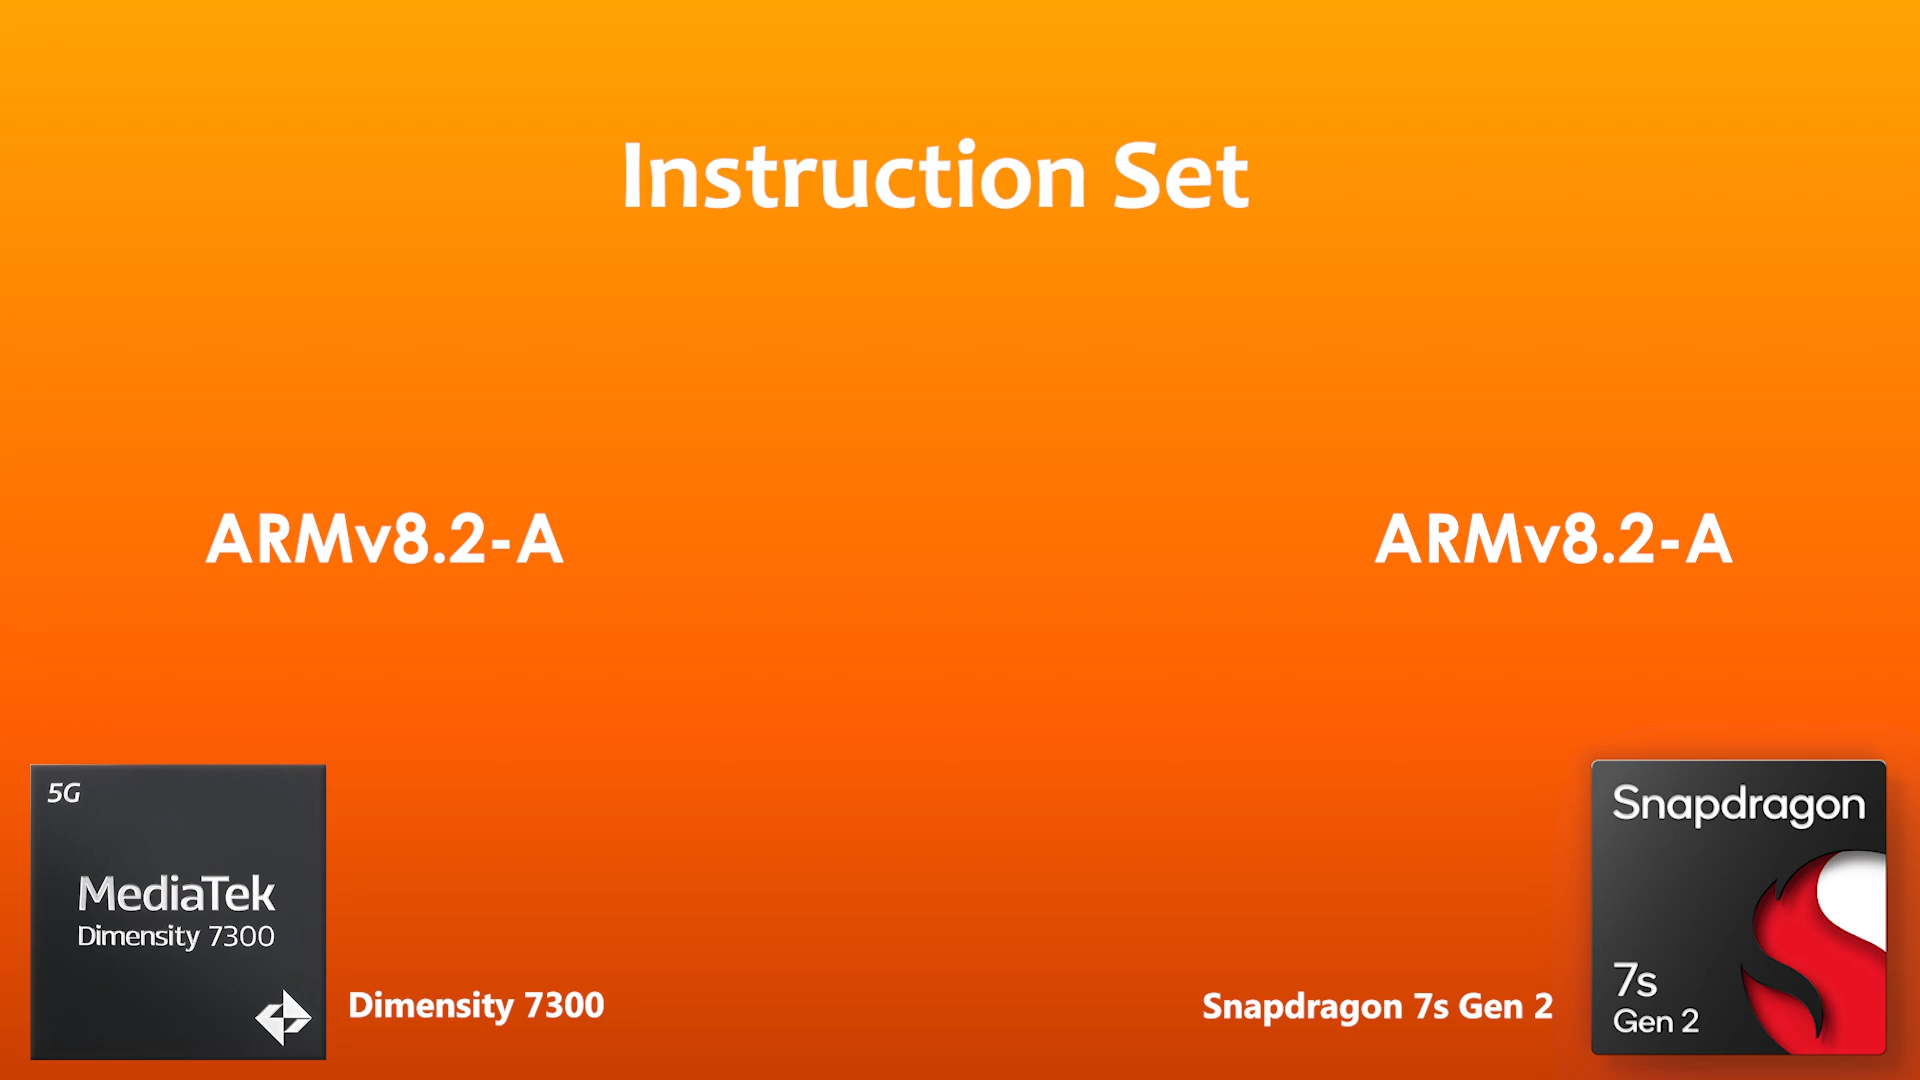 Instruction Set
ARMv8.2-A
ARMv8.2-A
5G
MediaTek
Dimensity 7300
Dimensity 7300
Snapdragon 7s Gen 2
Snapdragon
7s
Gen 2